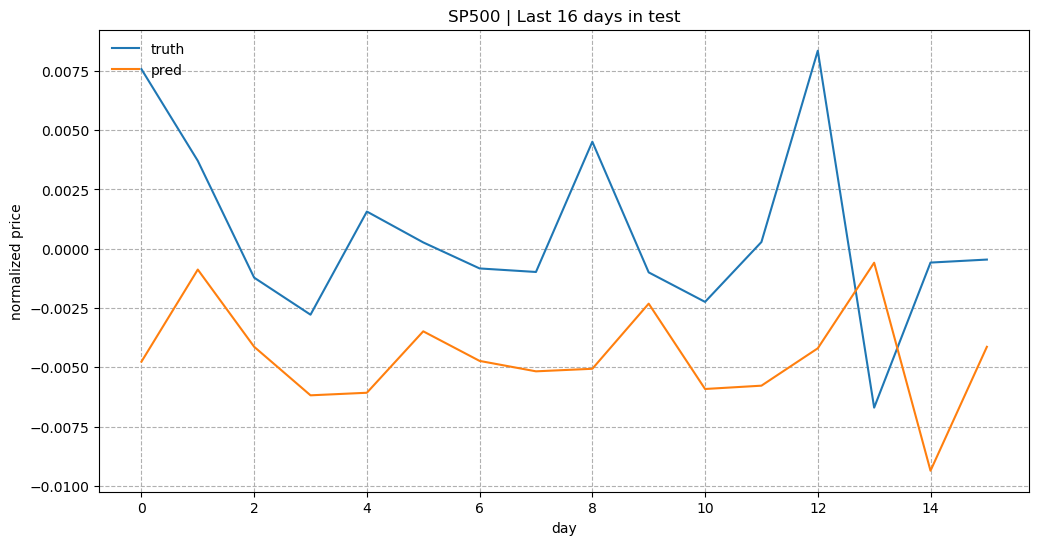 SP500 | Last 16 days in test
truth
pred
0.0075
0.0050
0.0025
0.0000
−0.0025
−0.0050
−0.0075
−0.0100
normalized price
0 2 4 6 8 10 12 14
day